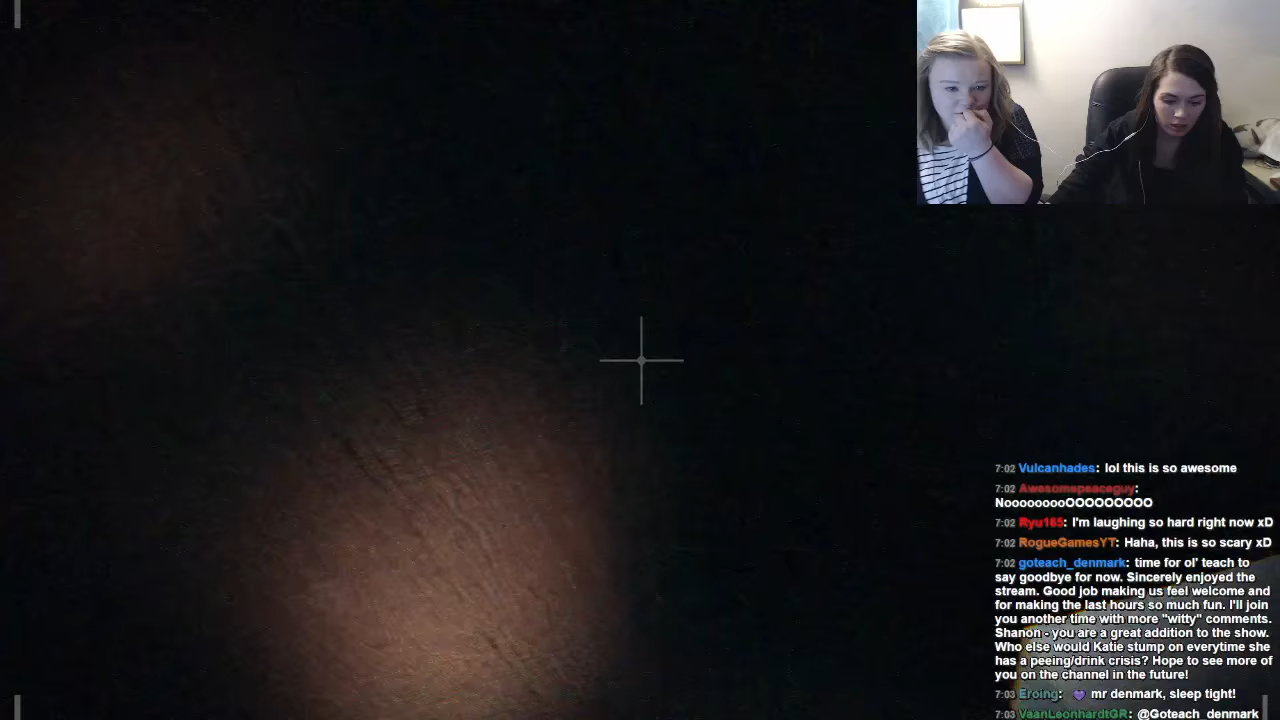 7:02 Vulcanhades: lol this is so awesome
7:02 Awesomepeaceguy:
NooooooooOOOOOOOOO
7:02 Ryu165: I'm laughing so hard right now xD
7:02 RogueGamesYT: Haha, this is so scary xD
7:02 goteach_denmark: time for ol' teach to
say goodbye for now. Sincerely enjoyed the
stream. Good job making us feel welcome and
for making the last hours so much fun. I'll join
you another time with more "witty" comments.
Shanon - you are a great addition to the show.
Who else would Katie stump on everytime she
has a peeing/drink crisis? Hope to see more of
you on the channel in the future!
7:03 Eroing: 💜 mr denmark, sleep tight!
7:03 VaanLeonhardtGR: @Goteach_denmark